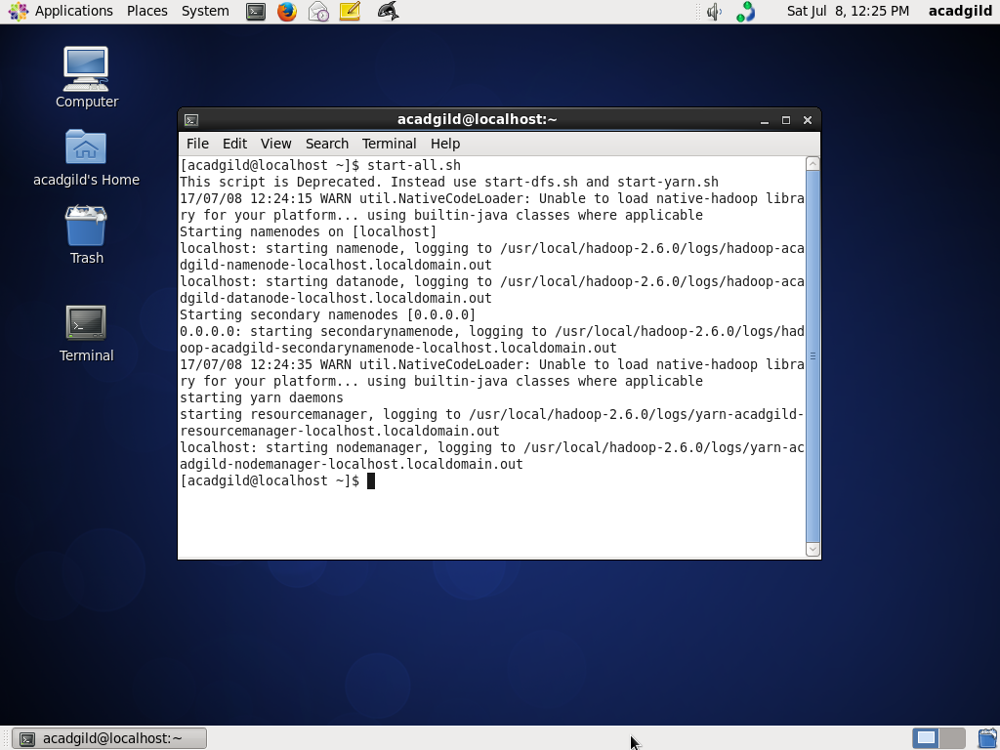 Applications Places System
Sat Jul 8, 12:25 PM acadgild
Computer
acadgild's Home
Trash
Terminal
acadgild@localhost:~
File Edit View Search Terminal Help
[acadgild@localhost ~]$ start-all.sh
This script is Deprecated. Instead use start-dfs.sh and start-yarn.sh
17/07/08 12:24:15 WARN util.NativeCodeLoader: Unable to load native-hadoop libra
ry for your platform... using builtin-java classes where applicable
Starting namenodes on [localhost]
localhost: starting namenode, logging to /usr/local/hadoop-2.6.0/logs/hadoop-aca
dgild-namenode-localhost.localdomain.out
localhost: starting datanode, logging to /usr/local/hadoop-2.6.0/logs/hadoop-aca
dgild-datanode-localhost.localdomain.out
Starting secondary namenodes [0.0.0.0]
0.0.0.0: starting secondarynamenode, logging to /usr/local/hadoop-2.6.0/logs/had
oop-acadgild-secondarynamenode-localhost.localdomain.out
17/07/08 12:24:35 WARN util.NativeCodeLoader: Unable to load native-hadoop libra
ry for your platform... using builtin-java classes where applicable
starting yarn daemons
starting resourcemanager, logging to /usr/local/hadoop-2.6.0/logs/yarn-acadgild-
resourcemanager-localhost.localdomain.out
localhost: starting nodemanager, logging to /usr/local/hadoop-2.6.0/logs/yarn-ac
adgild-nodemanager-localhost.localdomain.out
[acadgild@localhost ~]$
acadgild@localhost:~